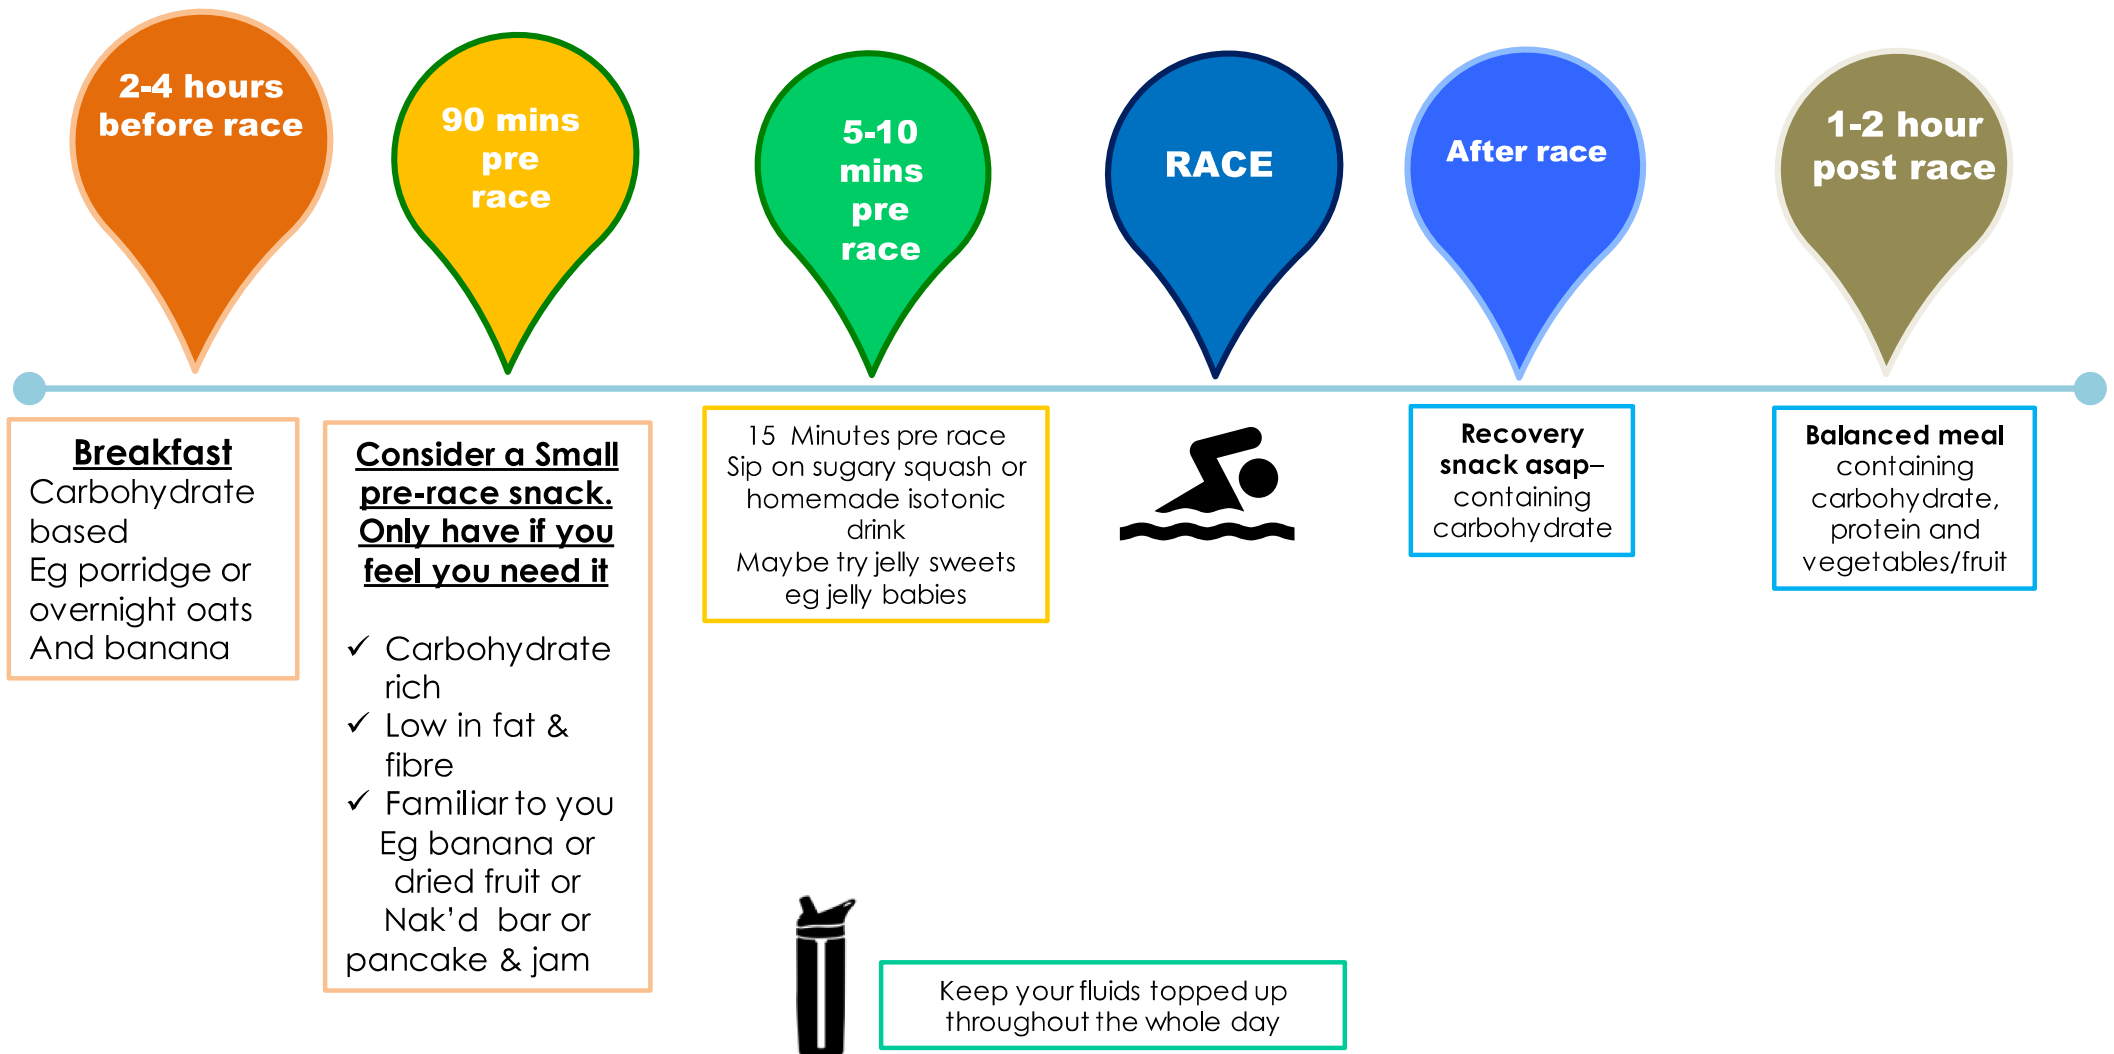 2-4 hours
before race
90 mins
pre
race
5-10
mins
pre
race
RACE
After race
1-2 hour
post race
Breakfast
Carbohydrate
based
Eg porridge or
overnight oats
And banana
Consider a Small
pre-race snack.
Only have if you
feel you need it
✓ Carbohydrate
rich
✓ Low in fat &
fibre
✓ Familiar to you
Eg banana or
dried fruit or
Nak’d bar or
pancake & jam
15 Minutes pre race
Sip on sugary squash or
homemade isotonic
drink
Maybe try jelly sweets
eg jelly babies
Recovery
snack asap–
containing
carbohydrate
Balanced meal
containing
carbohydrate,
protein and
vegetables/fruit
Keep your fluids topped up
throughout the whole day